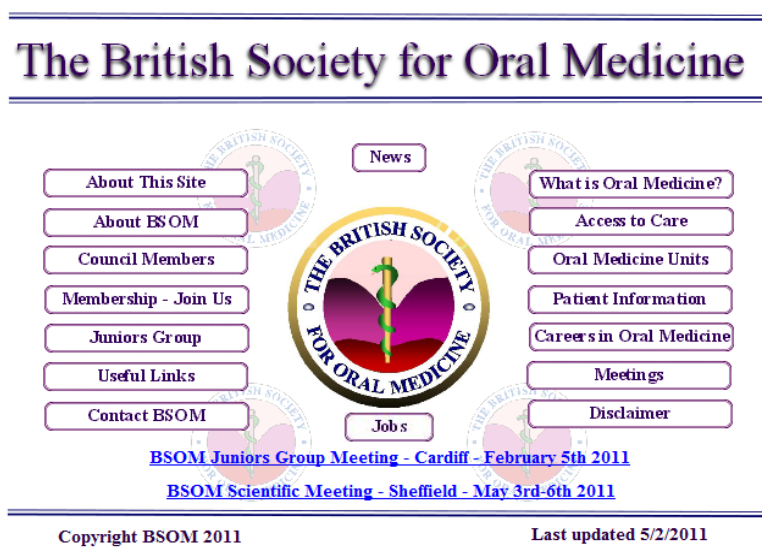 The British Society for Oral Medicine
News
About This Site
About BSOM
Council Members
Membership - Join Us
Juniors Group
Useful Links
Contact BSOM
THE BRITISH SOCIETY
FOR ORAL MEDICINE
What is Oral Medicine?
Access to Care
Oral Medicine Units
Patient Information
Careers in Oral Medicine
Meetings
Disclaimer
Jobs
BSOM Juniors Group Meeting - Cardiff - February 5th 2011
BSOM Scientific Meeting - Sheffield - May 3rd-6th 2011
Copyright BSOM 2011
Last updated 5/2/2011